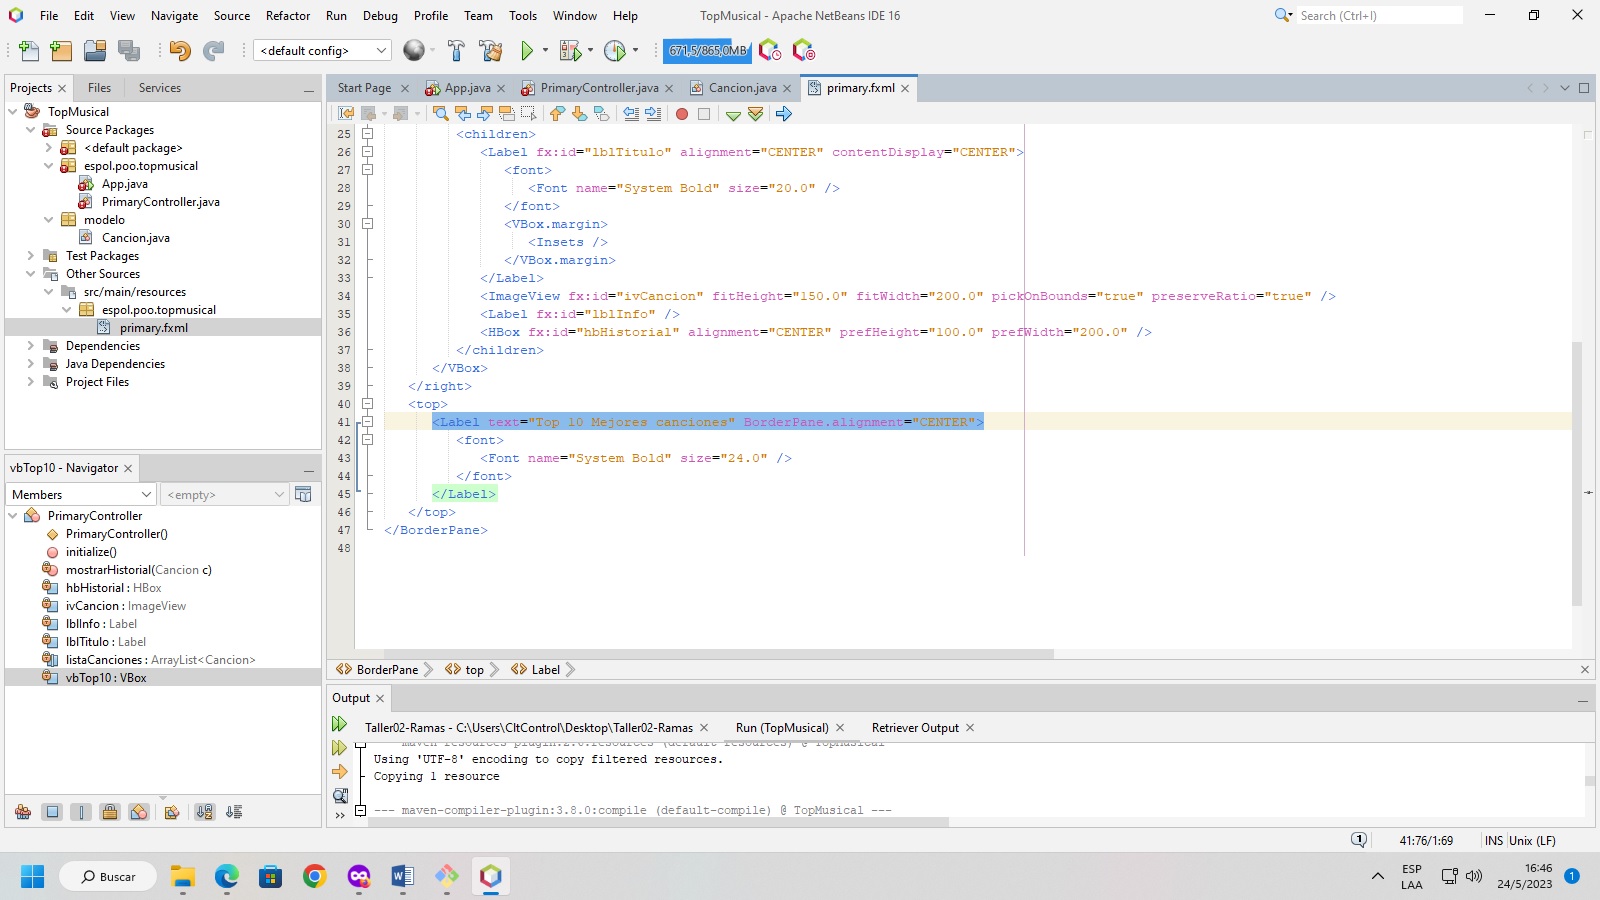 File Edit View Navigate Source Refactor Run Debug Profile Team Tools Window Help
TopMusical - Apache NetBeans IDE 16
Search (Ctrl+I)
<default config>
671,5/865,0MB
Projects Files Services
TopMusical
Source Packages
<default package>
espol.poo.topmusical
App.java
PrimaryController.java
modelo
Cancion.java
Test Packages
Other Sources
src/main/resources
espol.poo.topmusical
primary.fxml
Dependencies
Java Dependencies
Project Files
vbTop10 - Navigator
Members
<empty>
PrimaryController
PrimaryController()
initialize()
mostrarHistorial(Cancion c)
hbHistorial : HBox
ivCancion : ImageView
lblInfo : Label
lblTitulo : Label
listaCanciones : ArrayList<Cancion>
vbTop10 : VBox
Start Page App.java PrimaryController.java Cancion.java primary.fxml
25 <children>
26 <Label fx:id="lblTitulo" alignment="CENTER" contentDisplay="CENTER">
27 <font>
28 <Font name="System Bold" size="20.0" />
29 </font>
30 <VBox.margin>
31 <Insets />
32 </VBox.margin>
33 </Label>
34 <ImageView fx:id="ivCancion" fitHeight="150.0" fitWidth="200.0" pickOnBounds="true" preserveRatio="true" />
35 <Label fx:id="lblInfo" />
36 <HBox fx:id="hbHistorial" alignment="CENTER" prefHeight="100.0" prefWidth="200.0" />
37 </children>
38 </VBox>
39 </right>
40 <top>
41 <Label text="Top 10 Mejores canciones" BorderPane.alignment="CENTER">
42 <font>
43 <Font name="System Bold" size="24.0" />
44 </font>
45 </Label>
46 </top>
47 </BorderPane>
48
BorderPane top Label
Output
Taller02-Ramas - C:\Users\CltControl\Desktop\Taller02-Ramas Run (TopMusical) Retriever Output
Using 'UTF-8' encoding to copy filtered resources.
Copying 1 resource
--- maven-compiler-plugin:3.8.0:compile (default-compile) @ TopMusical ---
1 41:76/1:69 INS Unix (LF)
Buscar
ESP
LAA
16:46
24/5/2023
1